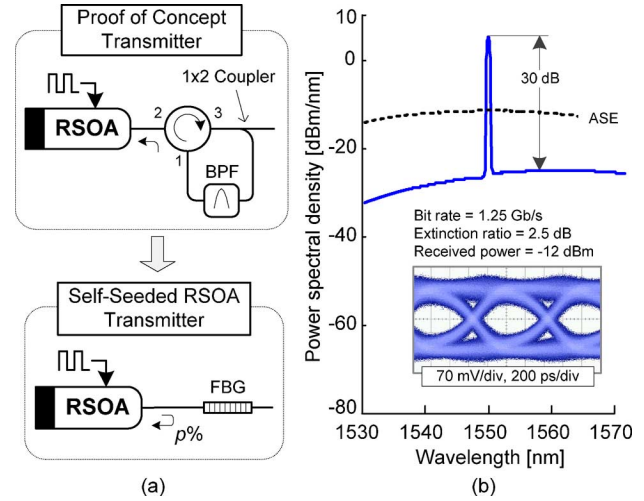 Proof of Concept
Transmitter
1x2 Coupler
RSOA
2
3
1
BPF
Self-Seeded RSOA
Transmitter
RSOA
FBG
p%
(a)
Power spectral density [dBm/nm]
0
-20
-40
-60
-80
30 dB
ASE
Bit rate = 1.25 Gb/s
Extinction ratio = 2.5 dB
Received power = -12 dBm
70 mV/div, 200 ps/div
1530 1540 1550 1560 1570
Wavelength [nm]
(b)